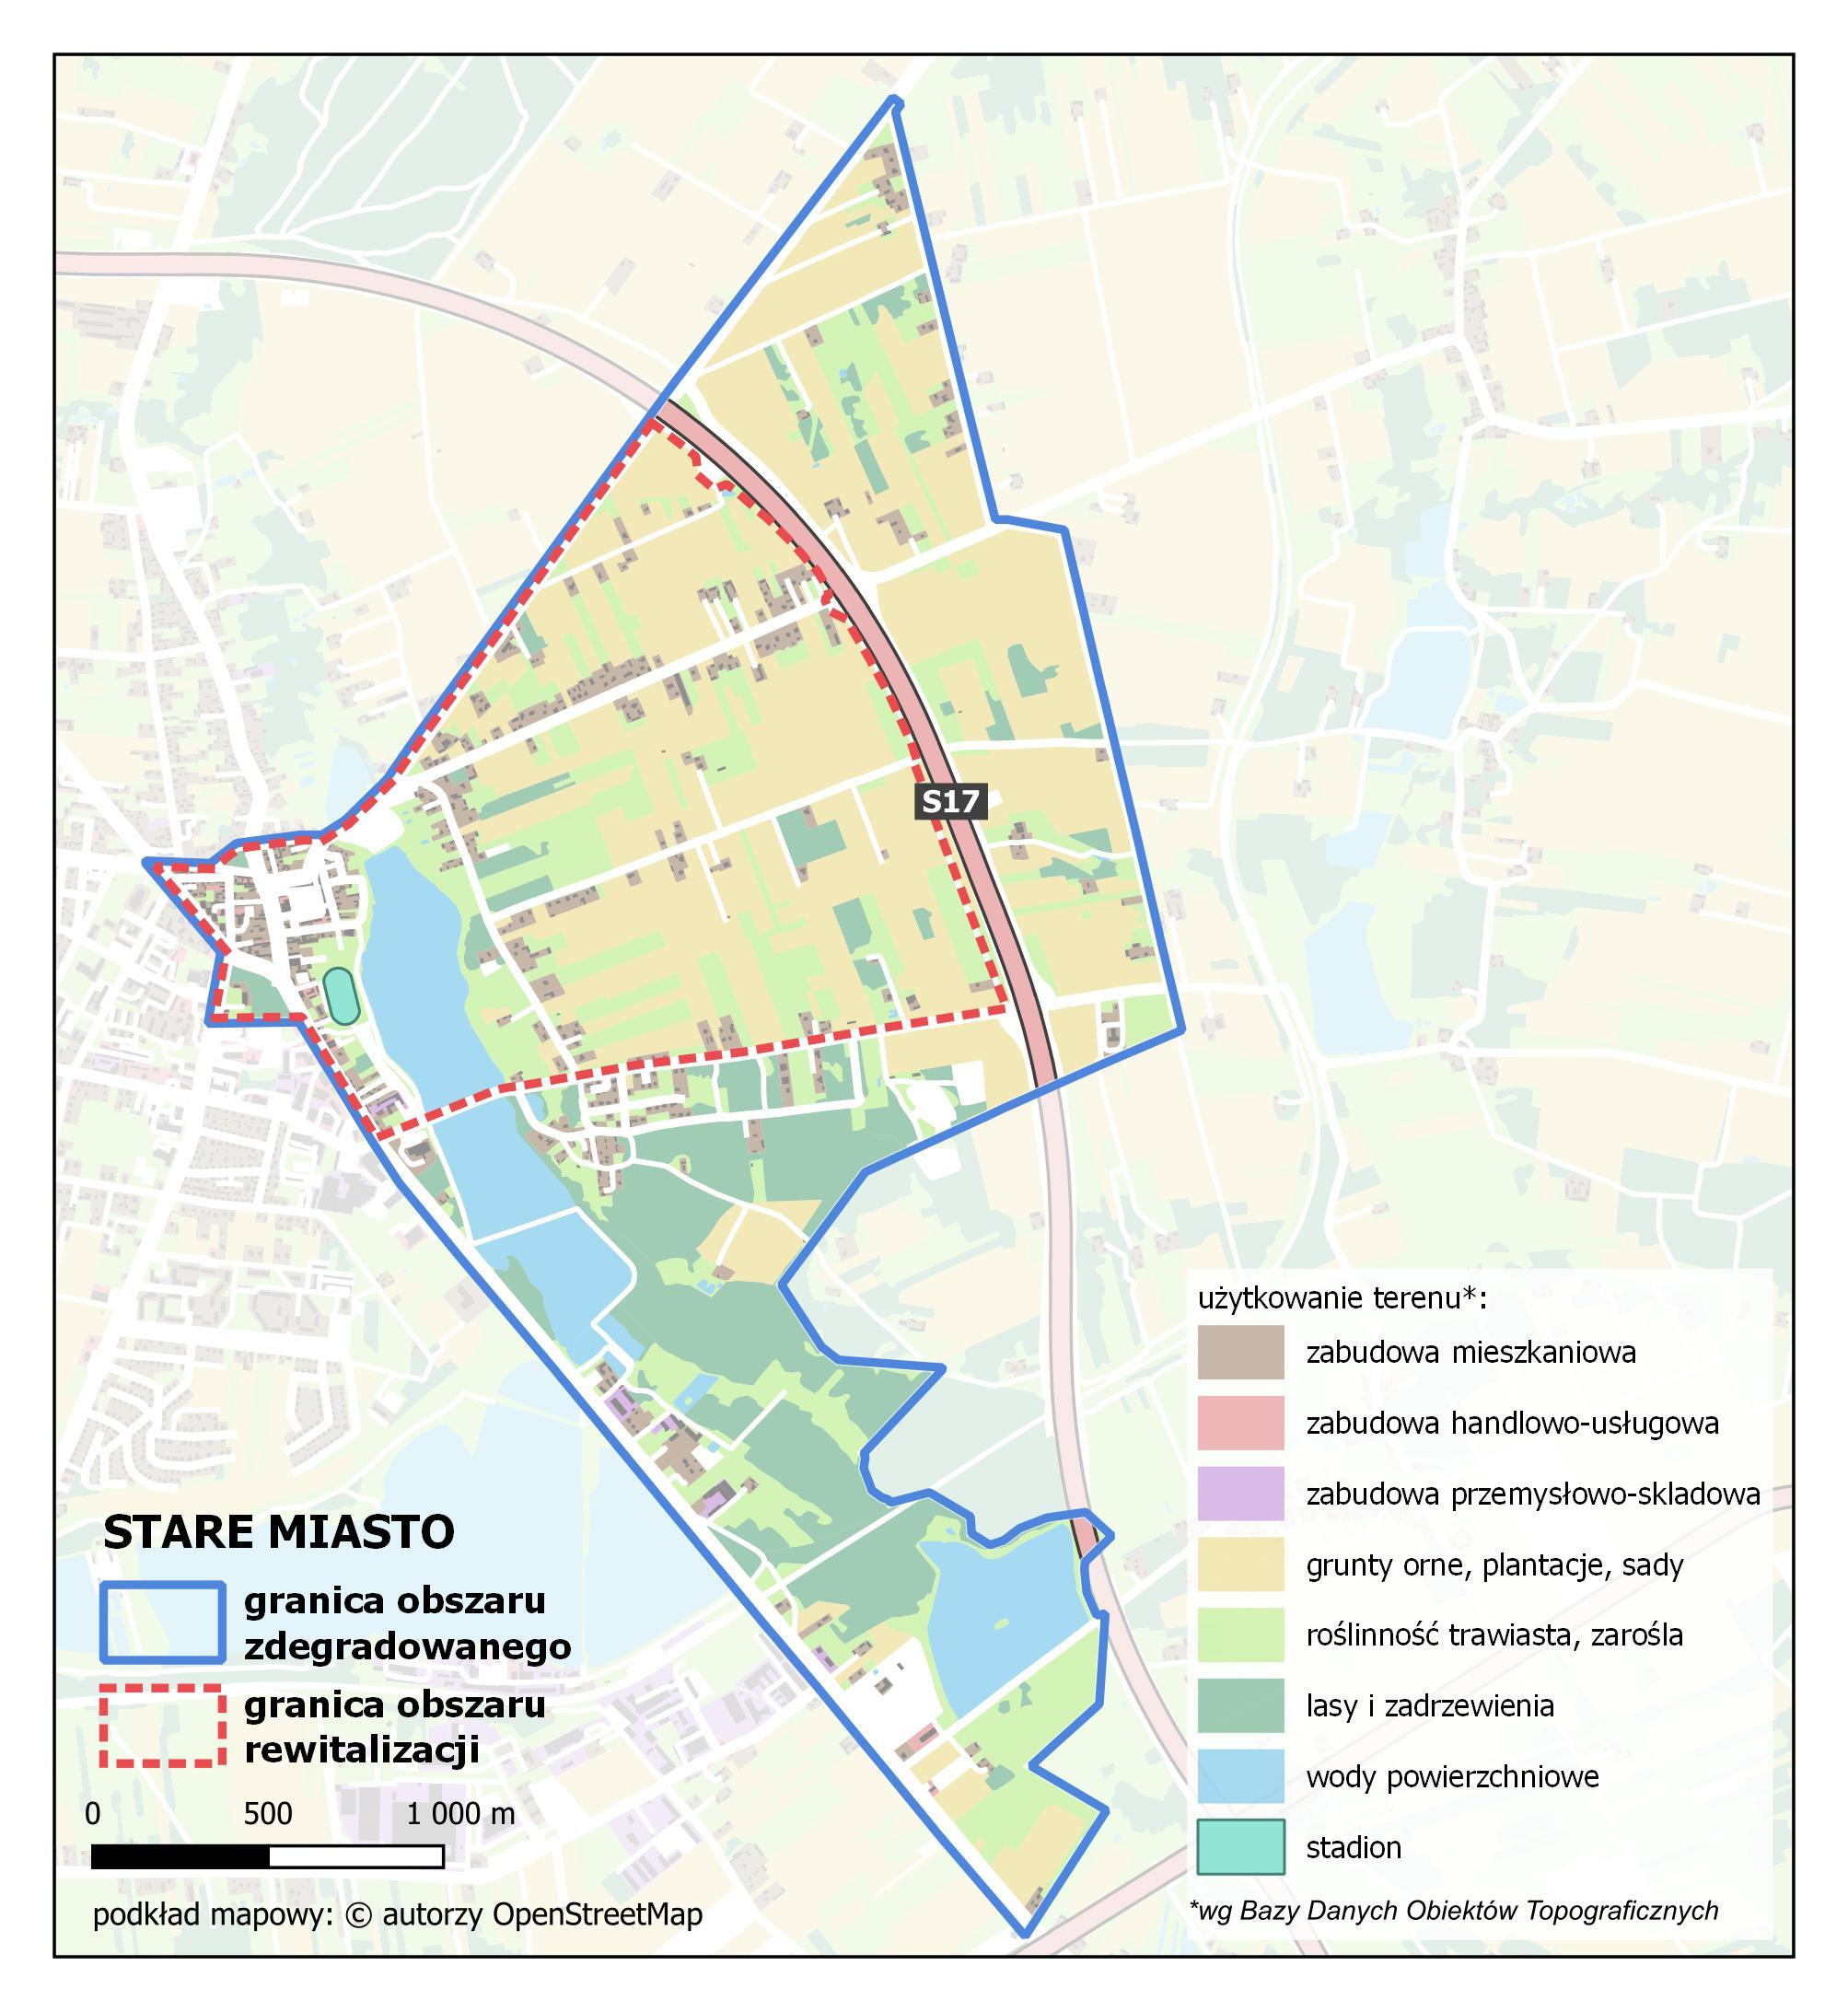 S17
użytkowanie terenu*:
zabudowa mieszkaniowa
zabudowa handlowo-usługowa
zabudowa przemysłowo-skladowa
grunty orne, plantacje, sady
roślinność trawiasta, zarośla
lasy i zadrzewienia
wody powierzchniowe
stadion
*wg Bazy Danych Obiektów Topograficznych
STARE MIASTO
granica obszaru
zdegradowanego
granica obszaru
rewitalizacji
0 500 1 000 m
podkład mapowy: © autorzy OpenStreetMap